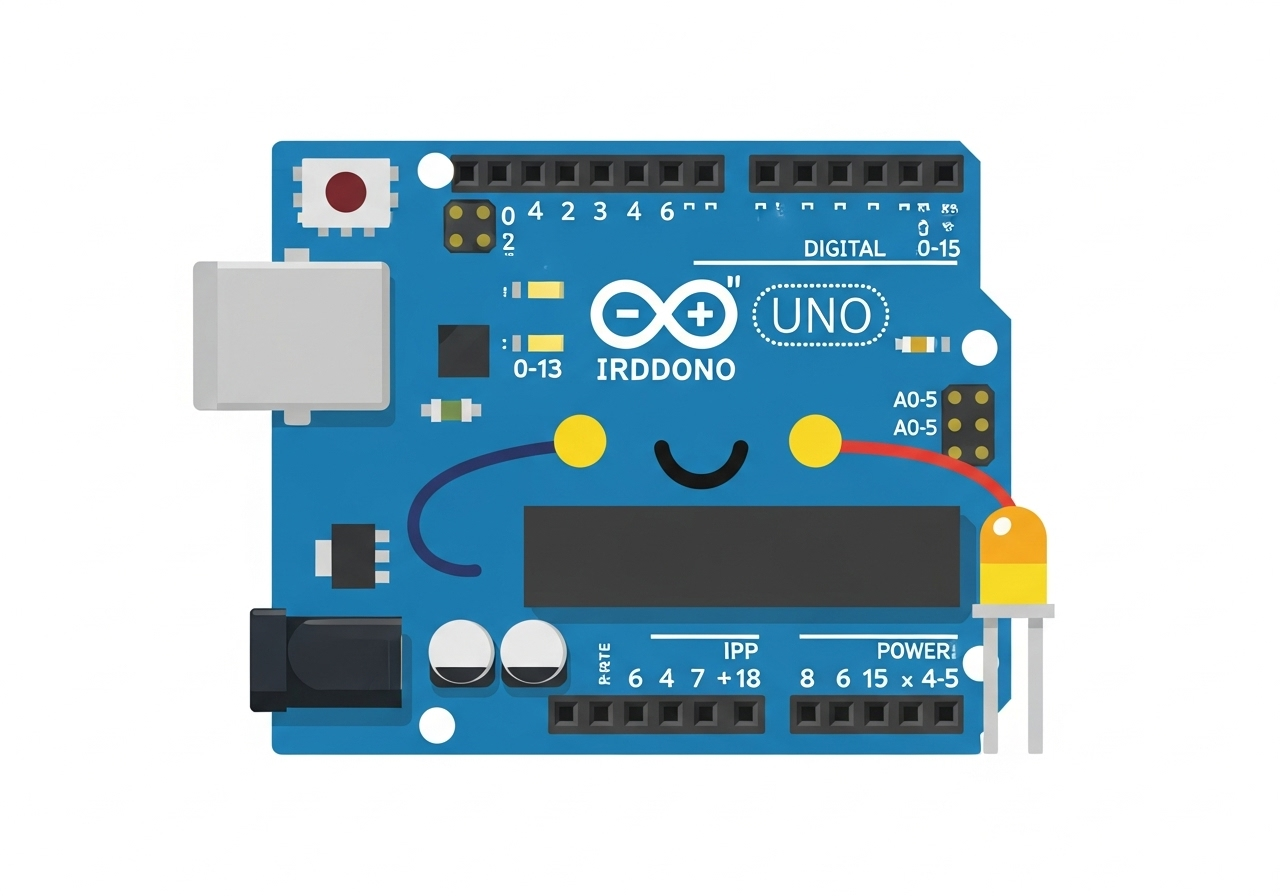 0 4 2 3 4 6
2
DIGITAL 0-15
UNO
IRDDONO
0-13
A0-5
A0-5
IPP
POWER
6 4 7 +18
8 6 15 x 4-5